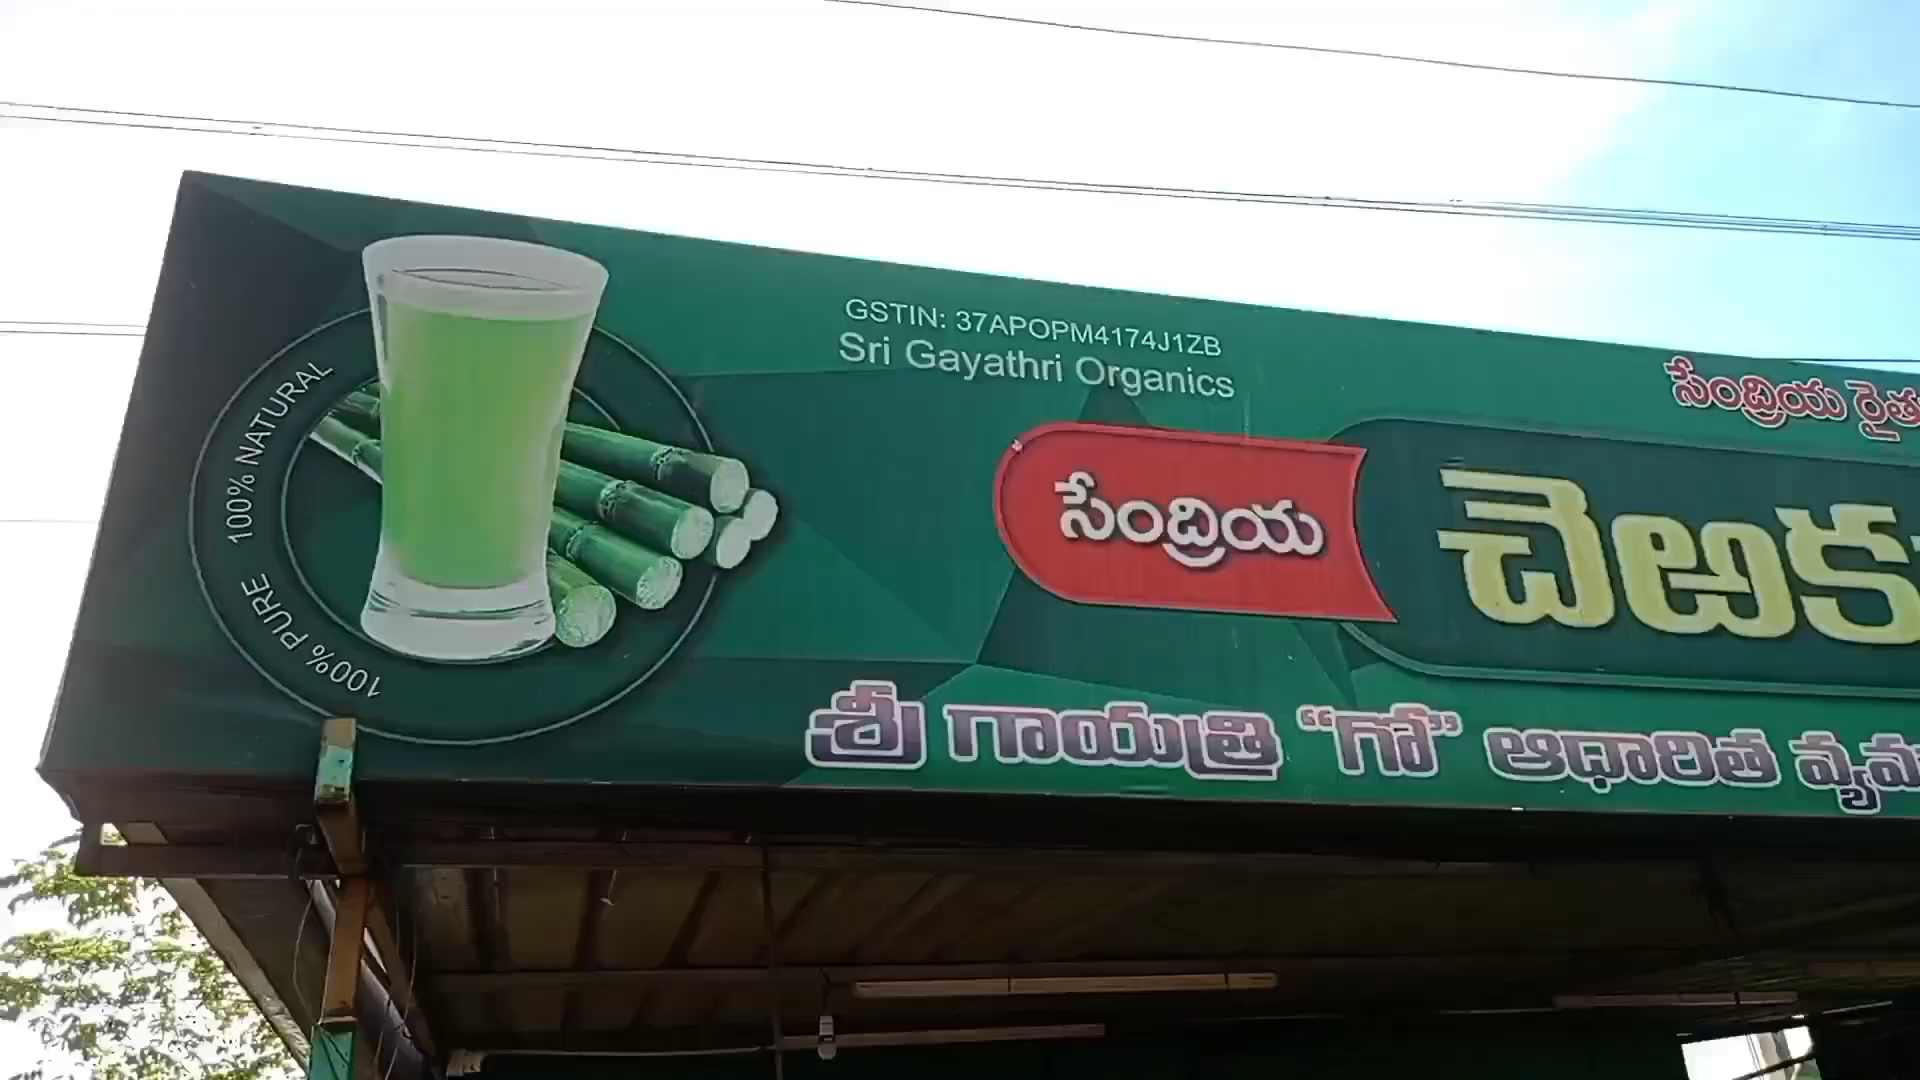 GSTIN: 37APOPM4174J1ZB
Sri Gayathri Organics
సేంద్రియ
సేంద్రియ
శ్రీ గాయత్రి “గో” ఆధారిత
100% PURE 100% NATURAL